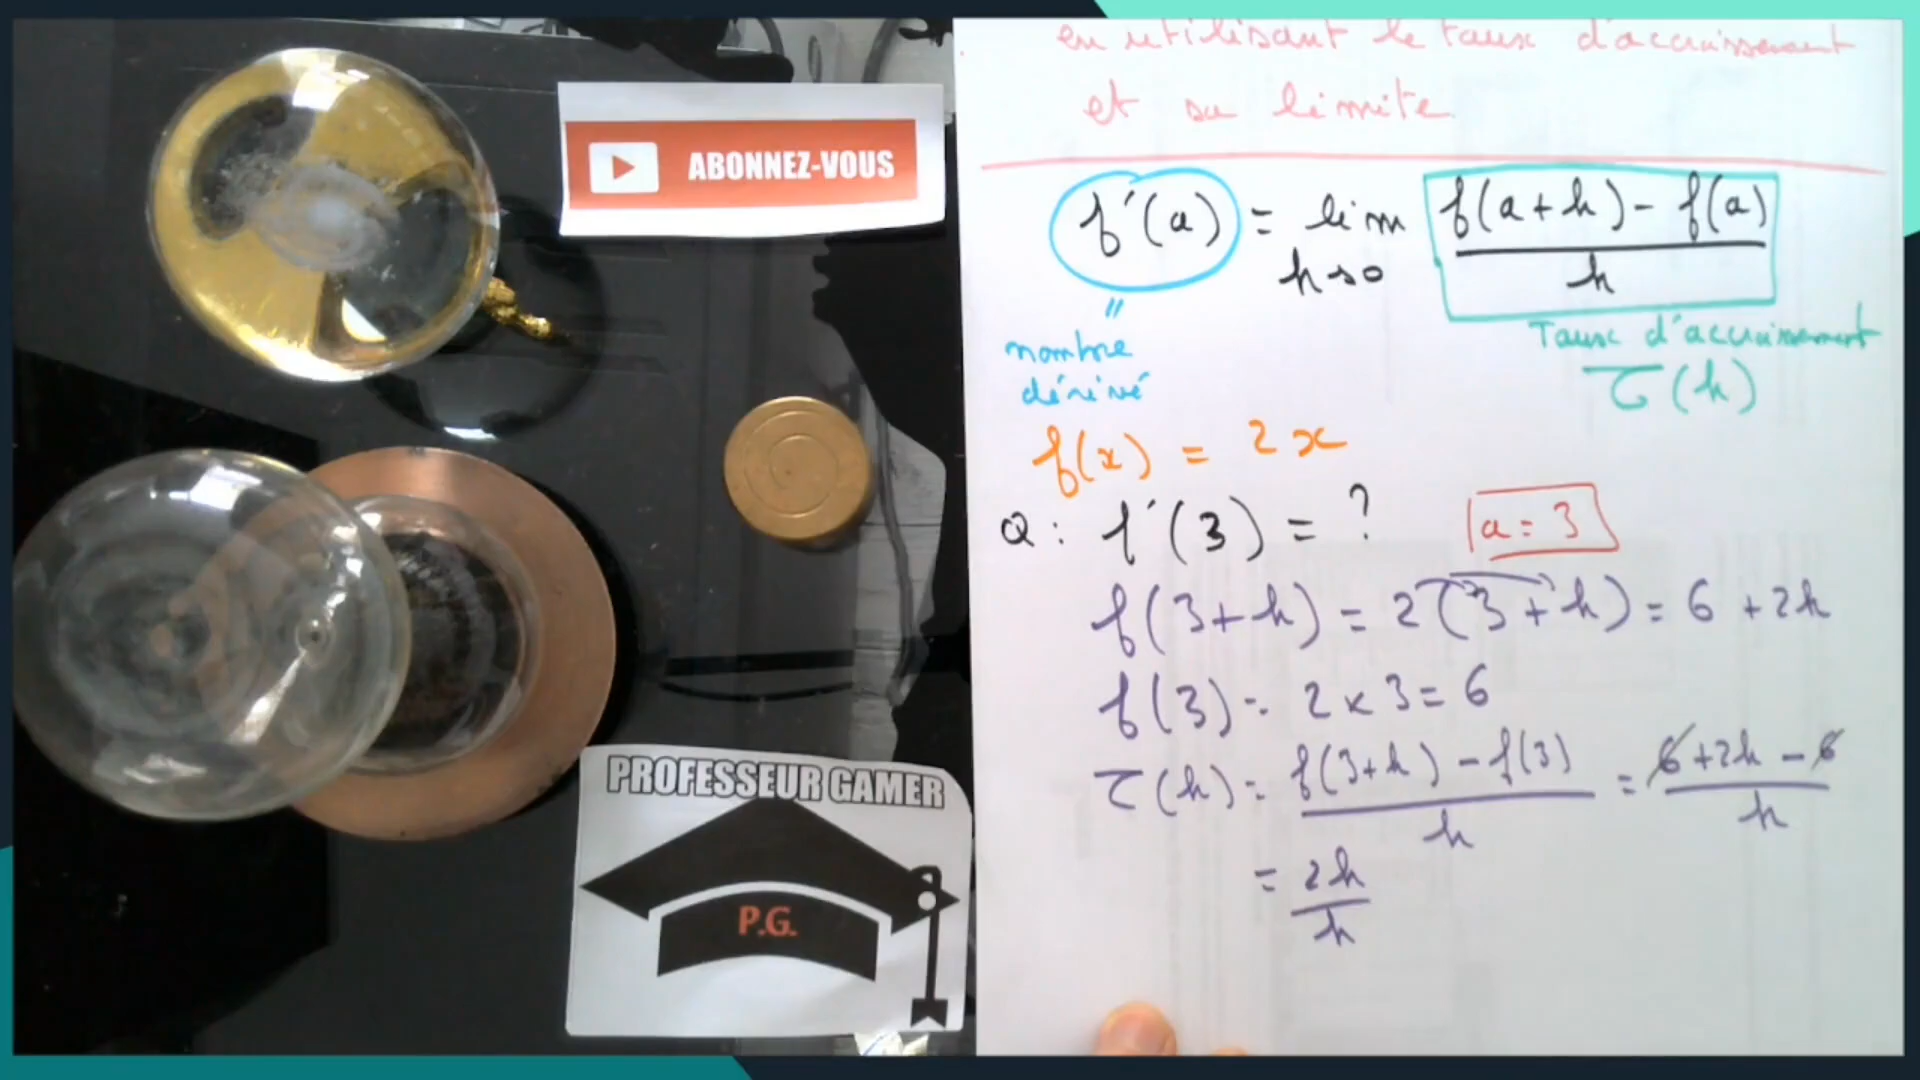 ABONNEZ-VOUS
PROFESSEUR GAMER
P.G.
en utilisant le taux d'accroissement
et sa limite
f'(a) = lim h→0 (f(a+h) - f(a)) / h
Taux d'accroissement
τ(h)
"
nombre
dérivé
f(x) = 2x
Q : f'(3) = ? a = 3
f(3+h) = 2(3+h) = 6 + 2h
f(3) = 2 × 3 = 6
τ(h) = (f(3+h) - f(3)) / h = (6+2h-6) / h
= 2h / h